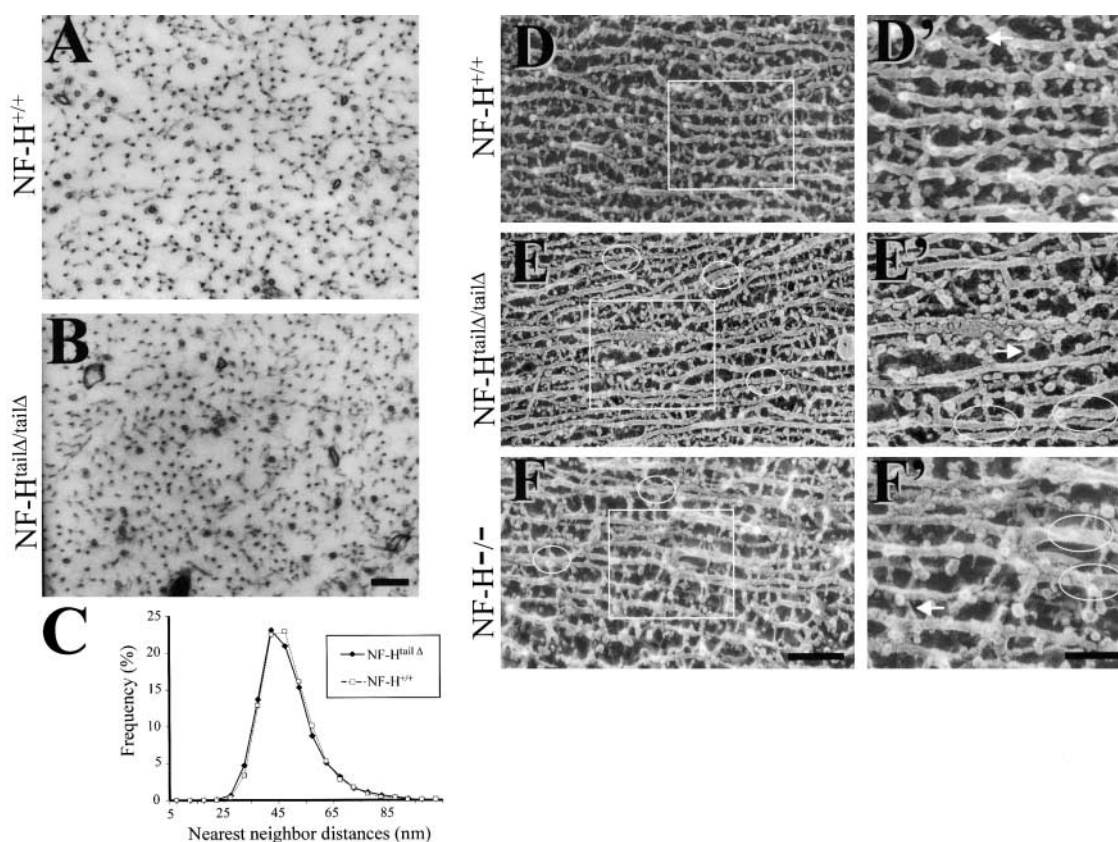 A
NF-H+/+
B
NF-HtailΔ/tailΔ
C
Frequency (%)
25
20
15
10
5
0
5
25
45
65
85
Nearest neighbor distances (nm)
NF-Htail Δ
NF-H+/+
D
D'
NF-H+/+
E
E'
NF-HtailΔ/tailΔ
F
F'
NF-H-/-